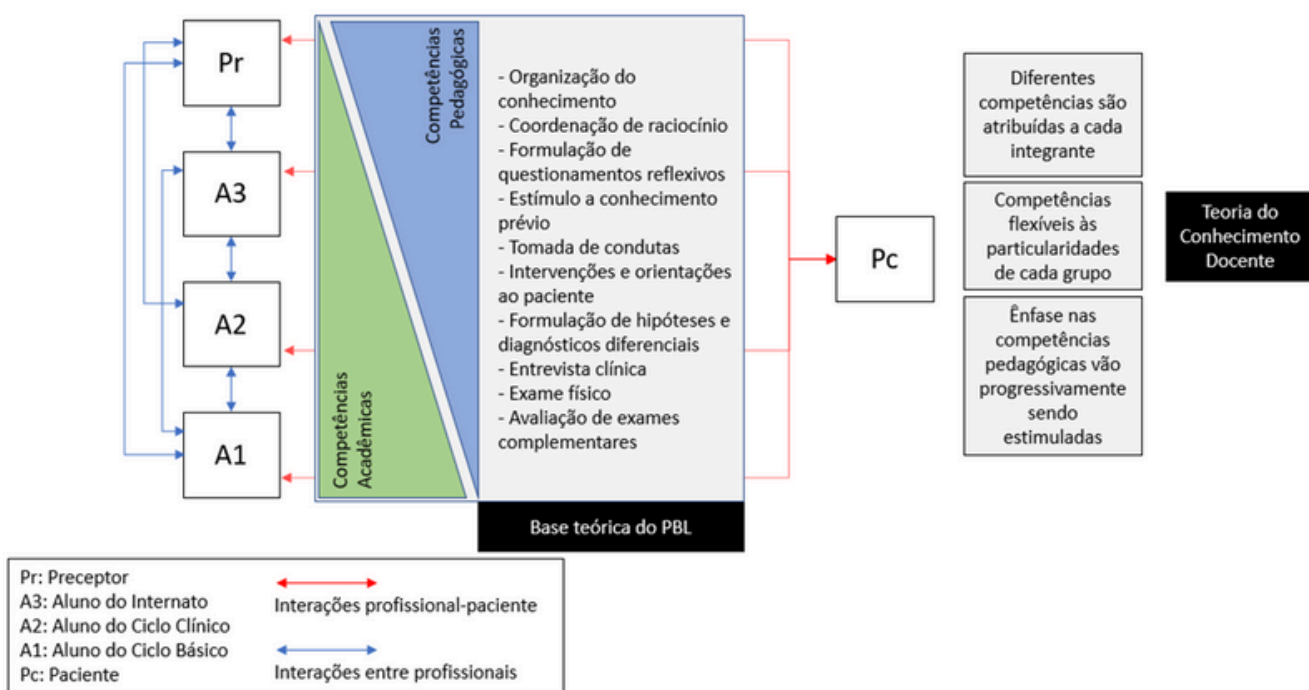 Pr
A3
A2
A1
Competências
Acadêmicas
Competências
Pedagógicas
- Organização do
conhecimento
- Coordenação de raciocínio
- Formulação de
questionamentos reflexivos
- Estímulo a conhecimento
prévio
- Tomada de condutas
- Intervenções e orientações
ao paciente
- Formulação de hipóteses e
diagnósticos diferenciais
- Entrevista clínica
- Exame físico
- Avaliação de exames
complementares
Base teórica do PBL
Pc
Diferentes
competências são
atribuídas a cada
integrante
Competências
flexíveis às
particularidades
de cada grupo
Ênfase nas
competências
pedagógicas vão
progressivamente
sendo
estimuladas
Teoria do
Conhecimento
Docente
Pr: Preceptor
A3: Aluno do Internato
A2: Aluno do Ciclo Clínico
A1: Aluno do Ciclo Básico
Pc: Paciente
Interações profissional-paciente
Interações entre profissionais